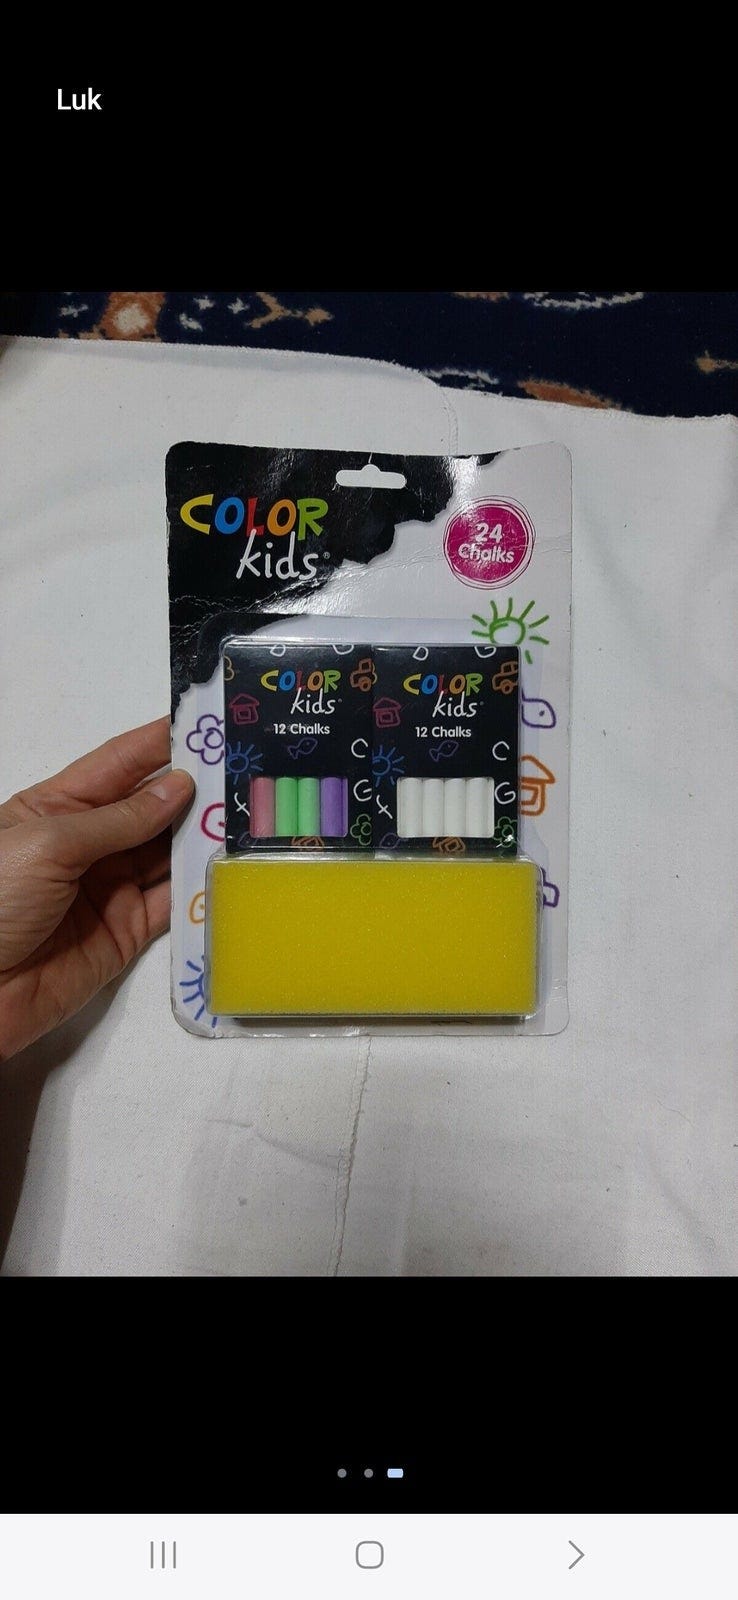 Luk
COLOR
kids®
24
Chalks
COLOR
kids
12 Chalks
COLOR
kids
12 Chalks